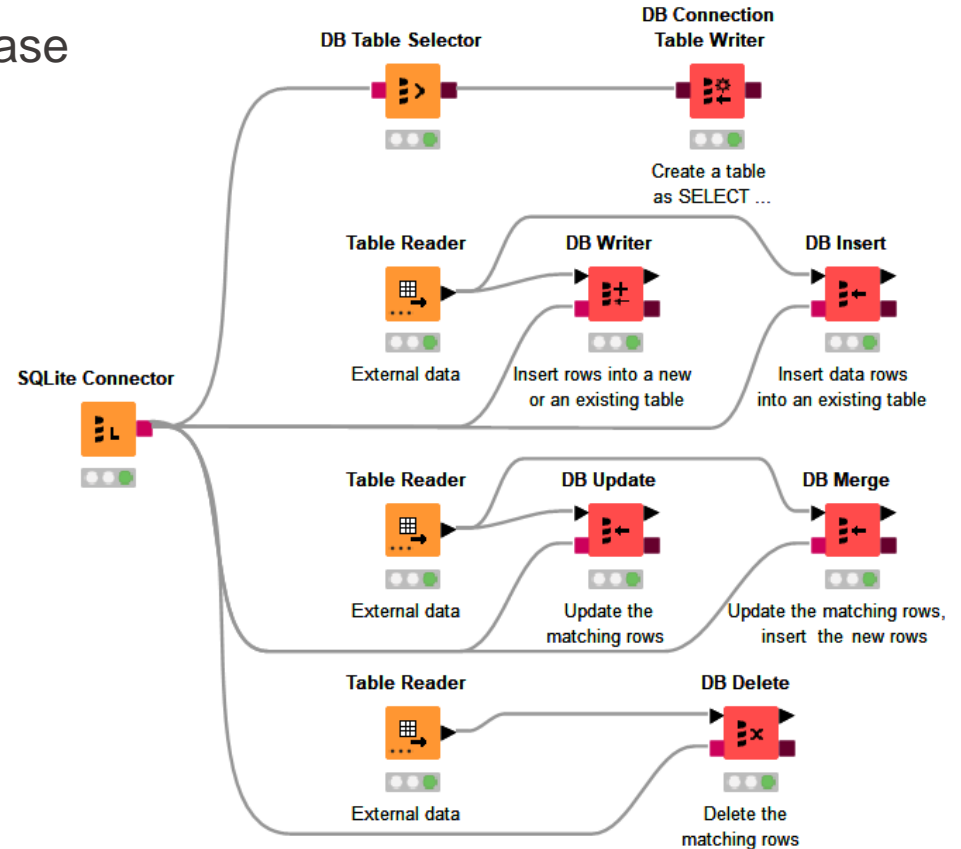 ase
DB Table Selector
DB Connection
Table Writer
Create a table
as SELECT ...
Table Reader
DB Writer
DB Insert
External data
Insert rows into a new
or an existing table
Insert data rows
into an existing table
SQLite Connector
L
Table Reader
DB Update
DB Merge
External data
Update the
matching rows
Update the matching rows,
insert the new rows
Table Reader
DB Delete
External data
Delete the
matching rows